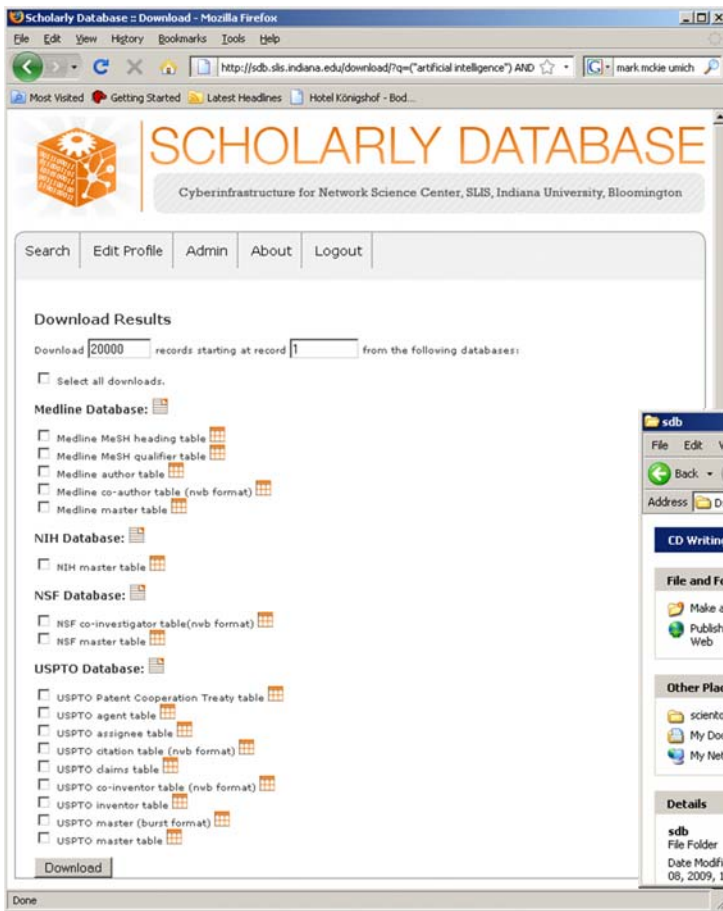 Scholarly Database :: Download - Mozilla Firefox
File Edit View History Bookmarks Tools Help
http://sdb.slis.indiana.edu/download/?q=("artificial intelligence") AND
mark mckie umich
Most Visited Getting Started Latest Headlines Hotel Königshof - Bod...
SCHOLARLY DATABASE
Cyberinfrastructure for Network Science Center, SLIS, Indiana University, Bloomington
Search Edit Profile Admin About Logout
Download Results
Download 20000 records starting at record 1 from the following databases:
Select all downloads.
Medline Database:
Medline MeSH heading table
Medline MeSH qualifier table
Medline author table
Medline co-author table (nwb format)
Medline master table
NIH Database:
NIH master table
NSF Database:
NSF co-investigator table(nwb format)
NSF master table
USPTO Database:
USPTO Patent Cooperation Treaty table
USPTO agent table
USPTO assignee table
USPTO citation table (nwb format)
USPTO claims table
USPTO co-inventor table (nwb format)
USPTO inventor table
USPTO master (burst format)
USPTO master table
Download
Done
sdb
File Edit V
Back
Address D
CD Writing
File and Fo
Make a
Publish
Web
Other Plac
sciento
My Doc
My Net
Details
sdb
File Folder
Date Modifi
08, 2009, 1